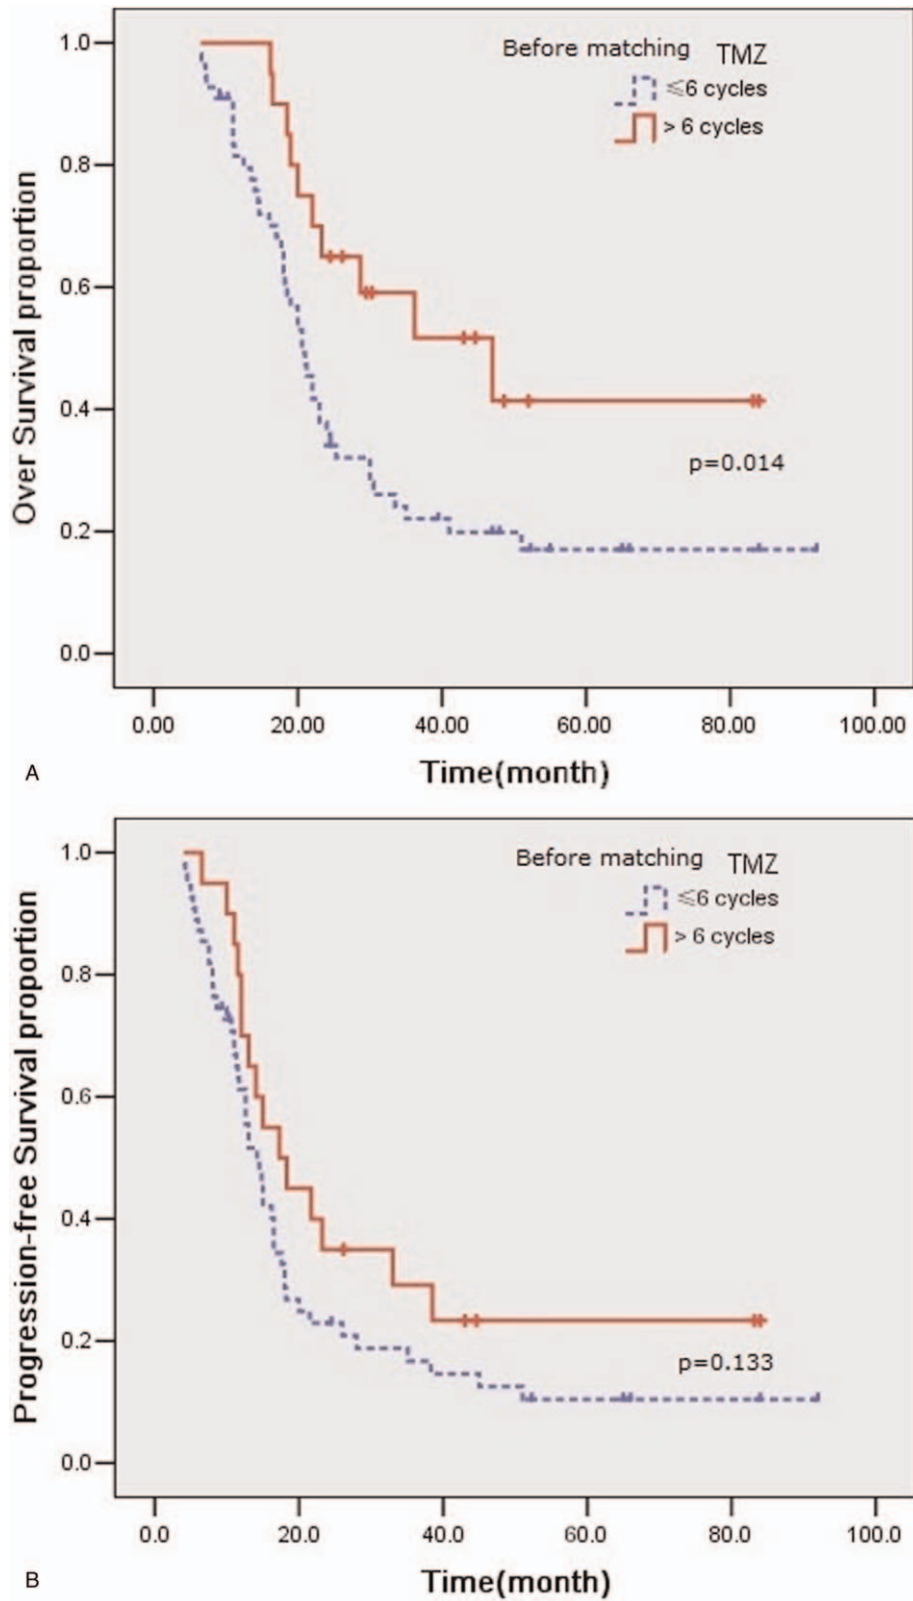 Before matching TMZ
≤6 cycles
> 6 cycles
1.0
0.8
0.6
0.4
0.2
0.0
Over Survival proportion
p=0.014
0.00 20.00 40.00 60.00 80.00 100.00
Time(month)
A
Before matching TMZ
≤6 cycles
> 6 cycles
1.0
0.8
0.6
0.4
0.2
0.0
Progression-free Survival proportion
p=0.133
0.0 20.0 40.0 60.0 80.0 100.0
Time(month)
B